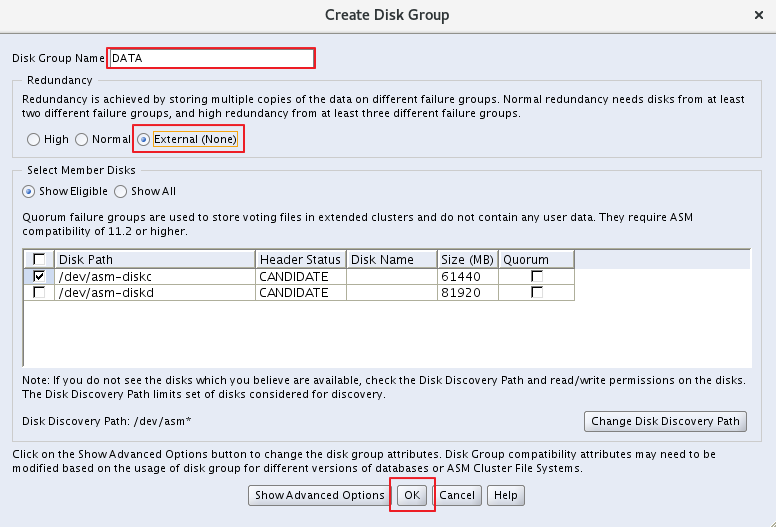 Create Disk Group
Disk Group Name DATA
Redundancy
Redundancy is achieved by storing multiple copies of the data on different failure groups. Normal redundancy needs disks from at least
two different failure groups, and high redundancy from at least three different failure groups.
High Normal External (None)
Select Member Disks
Show Eligible Show All
Quorum failure groups are used to store voting files in extended clusters and do not contain any user data. They require ASM
compatibility of 11.2 or higher.
Disk Path Header Status Disk Name Size (MB) Quorum
/dev/asm-diskc CANDIDATE 61440
/dev/asm-diskd CANDIDATE 81920
Note: If you do not see the disks which you believe are available, check the Disk Discovery Path and read/write permissions on the disks.
The Disk Discovery Path limits set of disks considered for discovery.
Disk Discovery Path: /dev/asm* Change Disk Discovery Path
Click on the Show Advanced Options button to change the disk group attributes. Disk Group compatibility attributes may need to be
modified based on the usage of disk group for different versions of databases or ASM Cluster File Systems.
Show Advanced Options OK Cancel Help